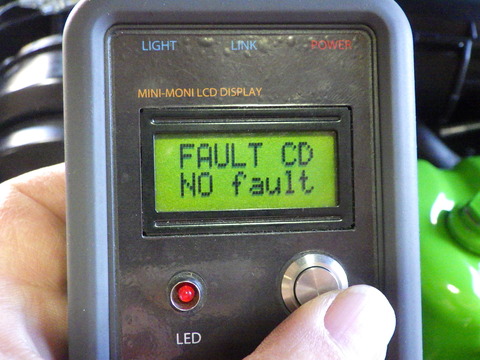 LIGHT LINK POWER
MINI-MONI LCD DISPLAY
FAULT CD
NO fault
LED